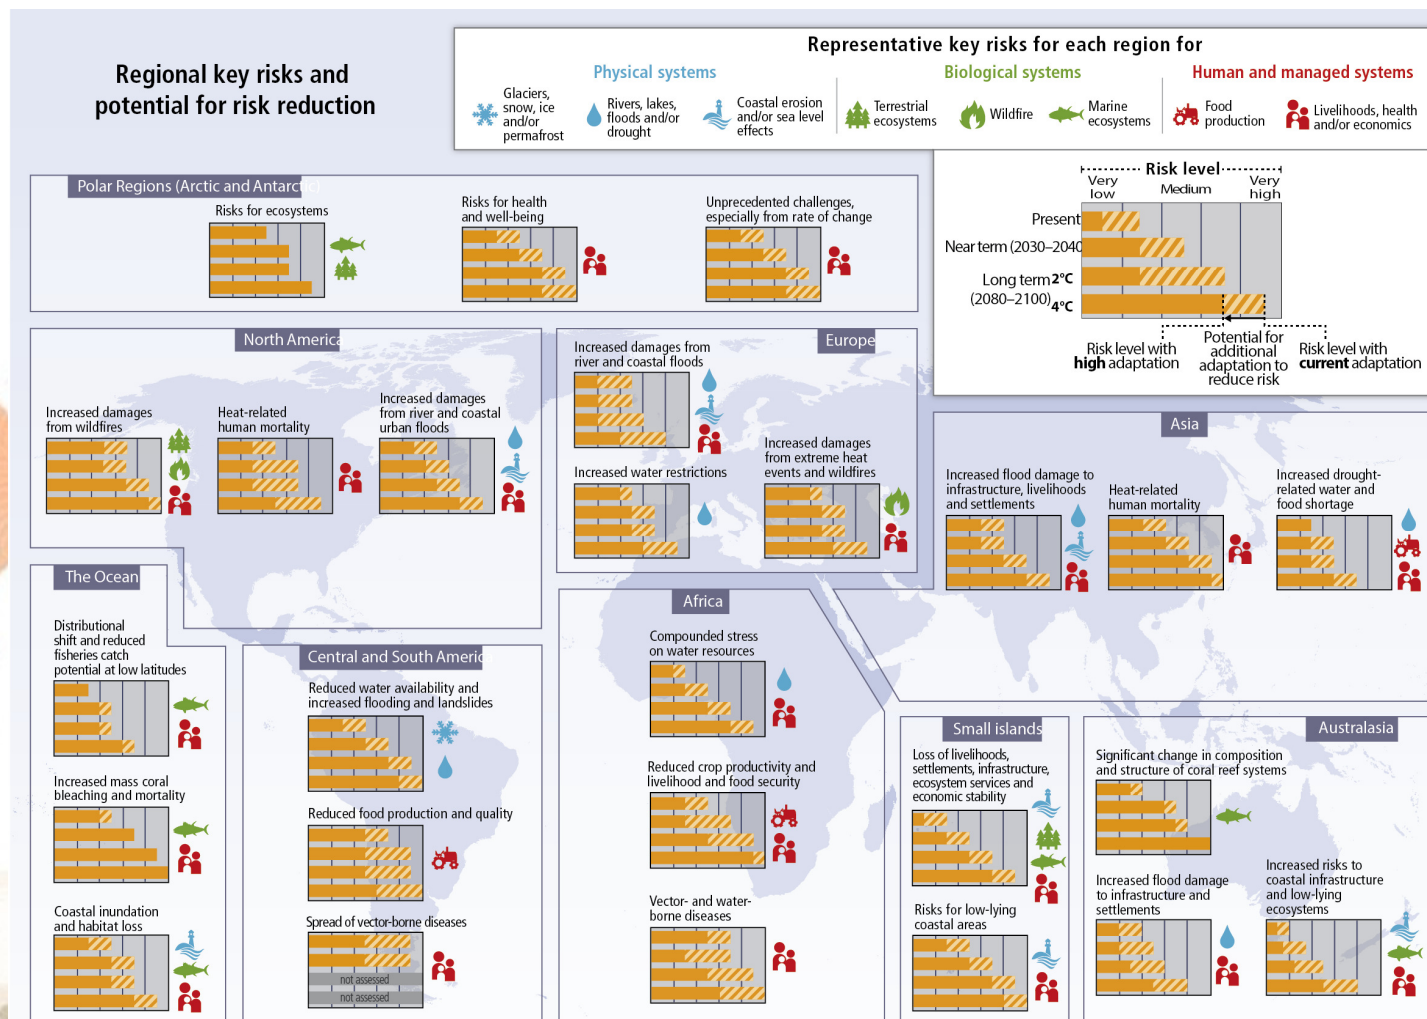 Regional key risks and
potential for risk reduction
Representative key risks for each region for
Physical systems
Biological systems
Human and managed systems
Glaciers,
snow, ice
and/or
permafrost
Rivers, lakes,
floods and/or
drought
Coastal erosion
and/or sea level
effects
Terrestrial
ecosystems
Wildfire
Marine
ecosystems
Food
production
Livelihoods, health
and/or economics
Risk level
Very
low
Medium
Very
high
Present
Near term (2030–2040
Long term 2°C
(2080–2100) 4°C
Risk level with
high adaptation
Potential for
additional
adaptation to
reduce risk
Risk level with
current adaptation
Polar Regions (Arctic and Antarctic)
Risks for ecosystems
Risks for health
and well-being
Unprecedented challenges,
especially from rate of change
North America
Increased damages
from wildfires
Heat-related
human mortality
Increased damages
from river and coastal
urban floods
Europe
Increased damages from
river and coastal floods
Increased water restrictions
Increased damages
from extreme heat
events and wildfires
Asia
Increased flood damage to
infrastructure, livelihoods
and settlements
Heat-related
human mortality
Increased drought-
related water and
food shortage
The Ocean
Distributional
shift and reduced
fisheries catch
potential at low latitudes
Increased mass coral
bleaching and mortality
Coastal inundation
and habitat loss
Central and South Americ
Reduced water availability and
increased flooding and landslides
Reduced food production and quality
Spread of vector-borne diseases
not assessed
not assessed
Africa
Compounded stress
on water resources
Reduced crop productivity and
livelihood and food security
Vector- and water-
borne diseases
Small islands
Loss of livelihoods,
settlements, infrastructure,
ecosystem services and
economic stability
Risks for low-lying
coastal areas
Australasia
Significant change in composition
and structure of coral reef systems
Increased flood damage
to infrastructure and
settlements
Increased risks to
coastal infrastructure
and low-lying
ecosystems